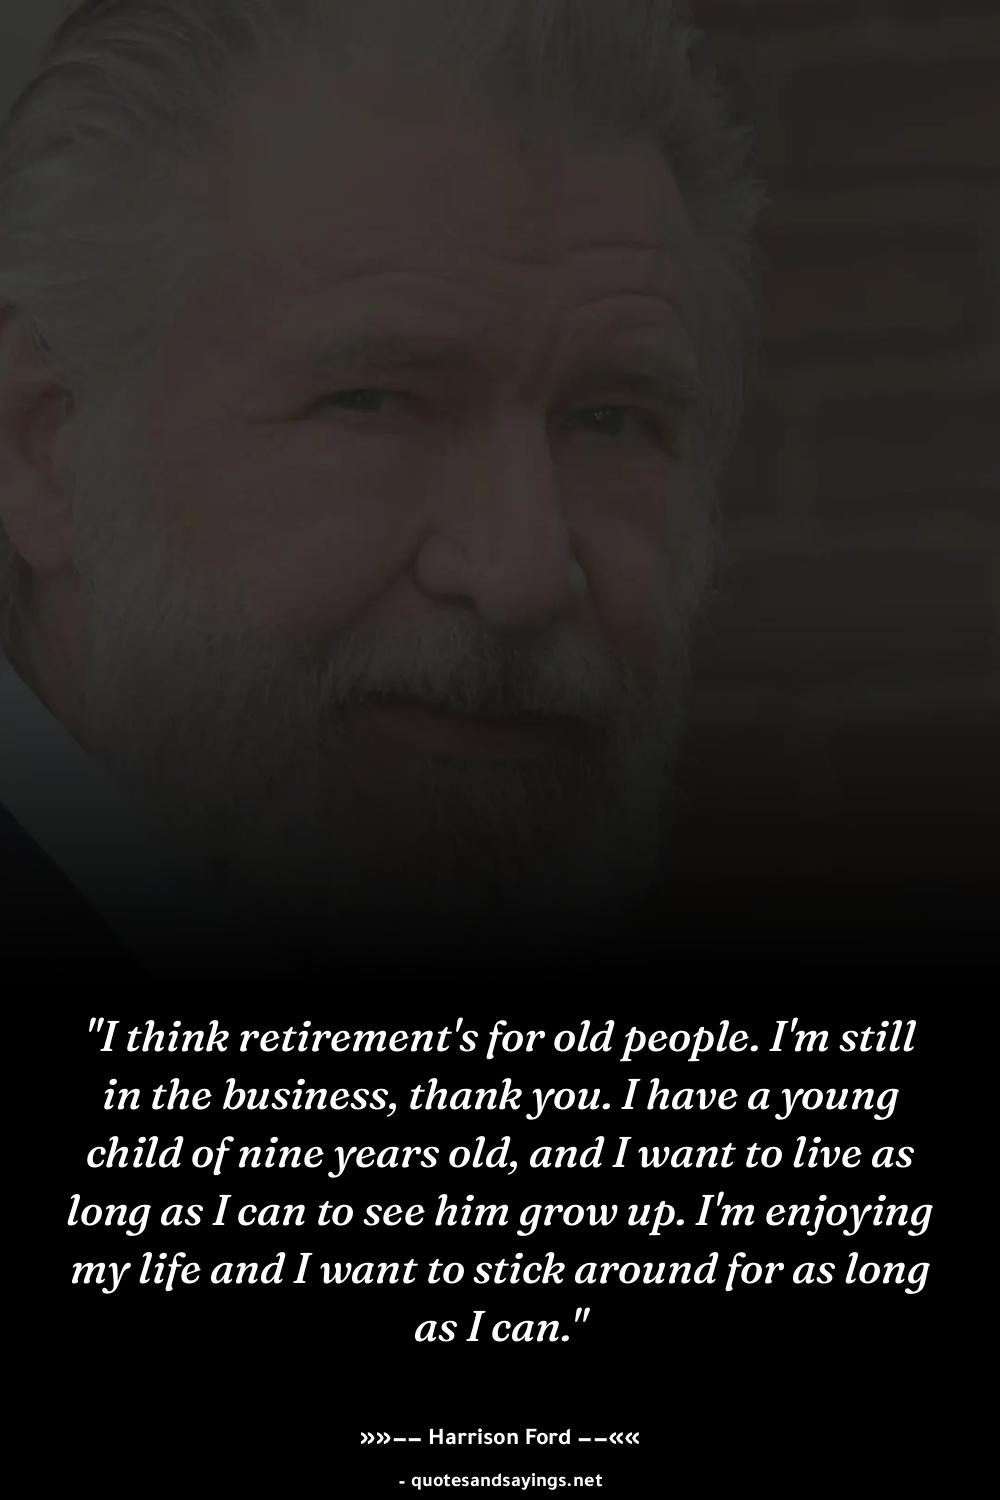 "I think retirement's for old people. I'm still
in the business, thank you. I have a young
child of nine years old, and I want to live as
long as I can to see him grow up. I'm enjoying
my life and I want to stick around for as long
as I can."
»»−− Harrison Ford −−««
- quotesandsayings.net